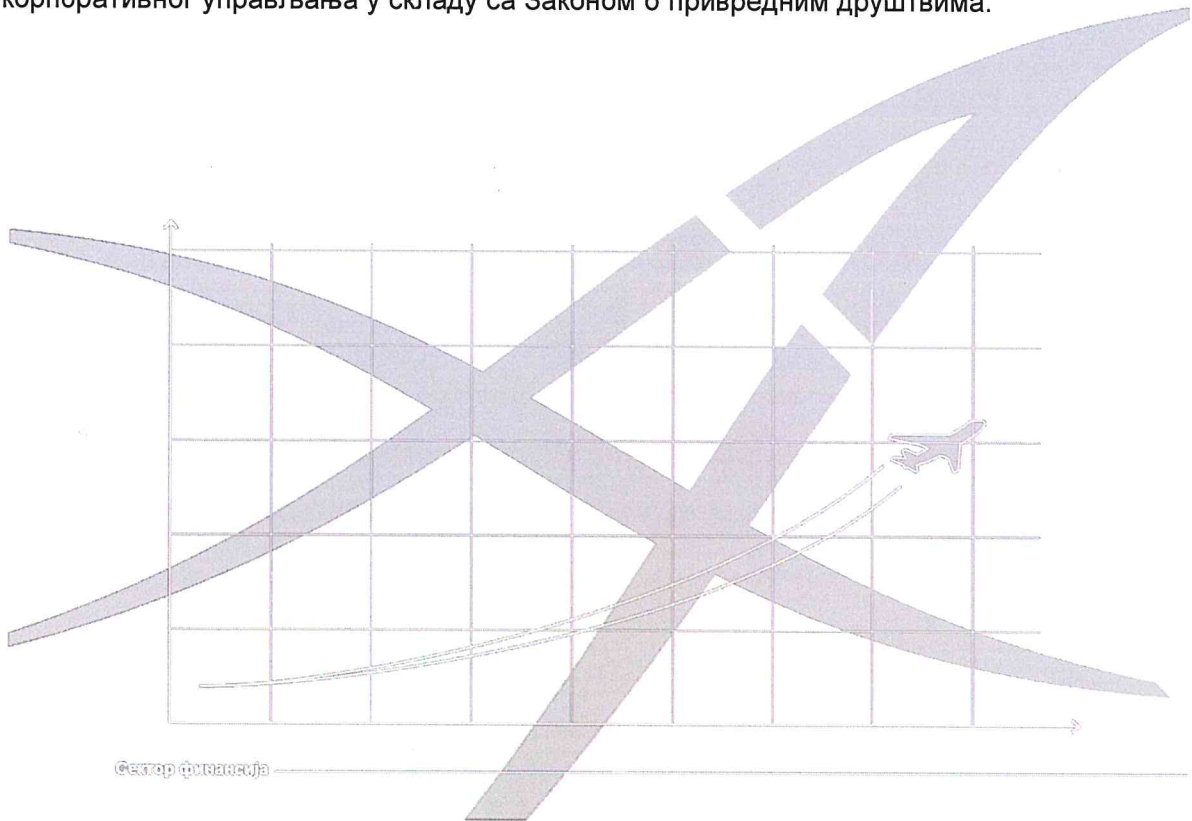 корпоративног управљања у складу са Законом о привредним друштвима.
Сектор финансија